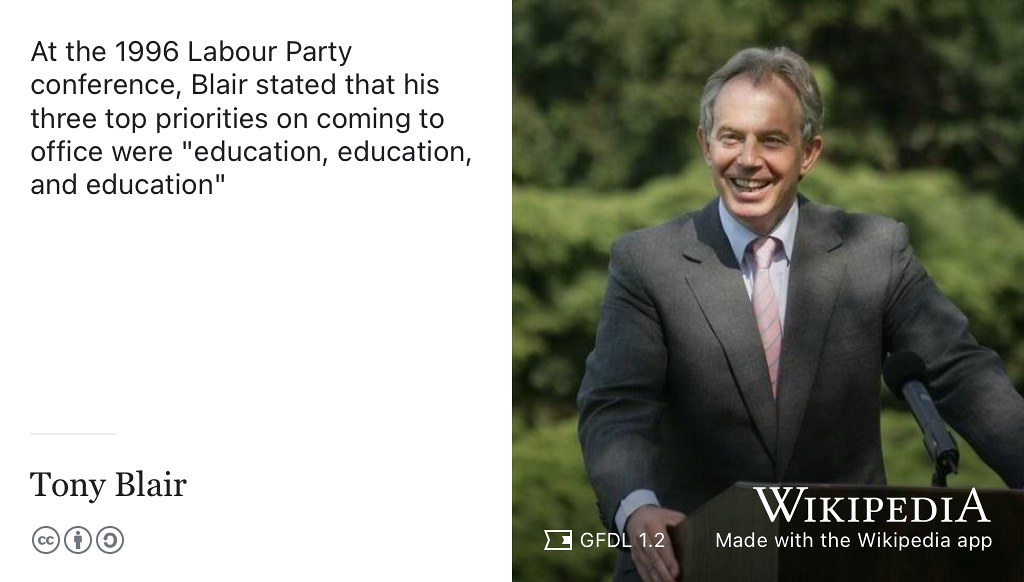 At the 1996 Labour Party
conference, Blair stated that his
three top priorities on coming to
office were "education, education,
and education"
Tony Blair
cc
WIKIPEDIA
GFDL 1.2
Made with the Wikipedia app